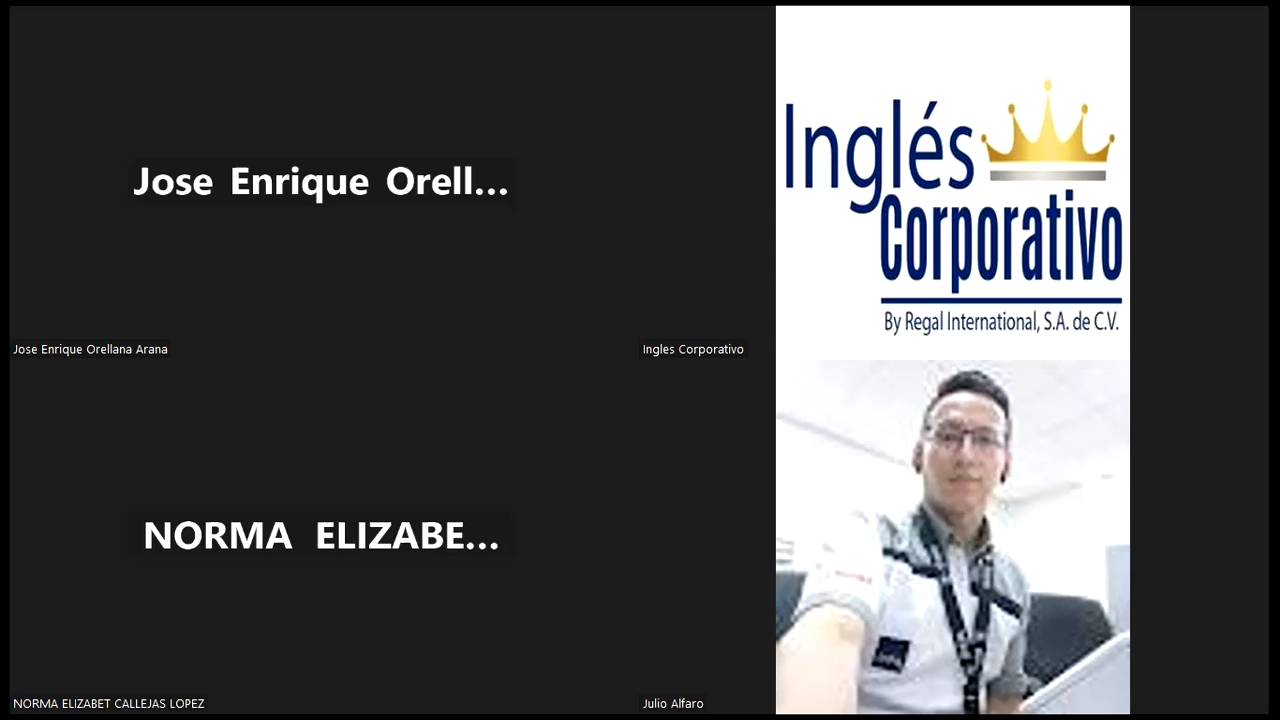 Jose Enrique Orell...
Jose Enrique Orellana Arana
Inglés
Corporativo
By Regal International, S.A. de C.V.
Ingles Corporativo
NORMA ELIZABE...
NORMA ELIZABET CALLEJAS LOPEZ
Julio Alfaro